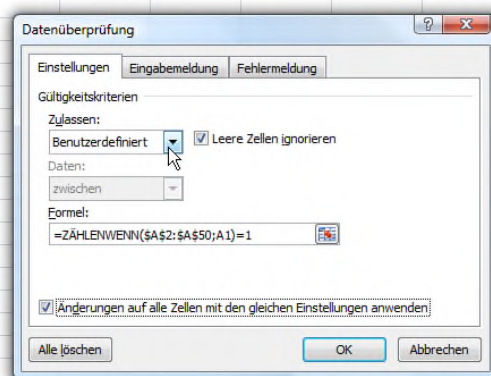 Datenüberprüfung
Einstellungen Eingabemeldung Fehlermeldung
Gültigkeitskriterien
Zulassen:
Benutzerdefiniert Leere Zellen ignorieren
Daten:
zwischen
Formel:
=ZÄHLENWENN($A$2:$A$50;A1)=1
Änderungen auf alle Zellen mit den gleichen Einstellungen anwenden
Alle löschen OK Abbrechen